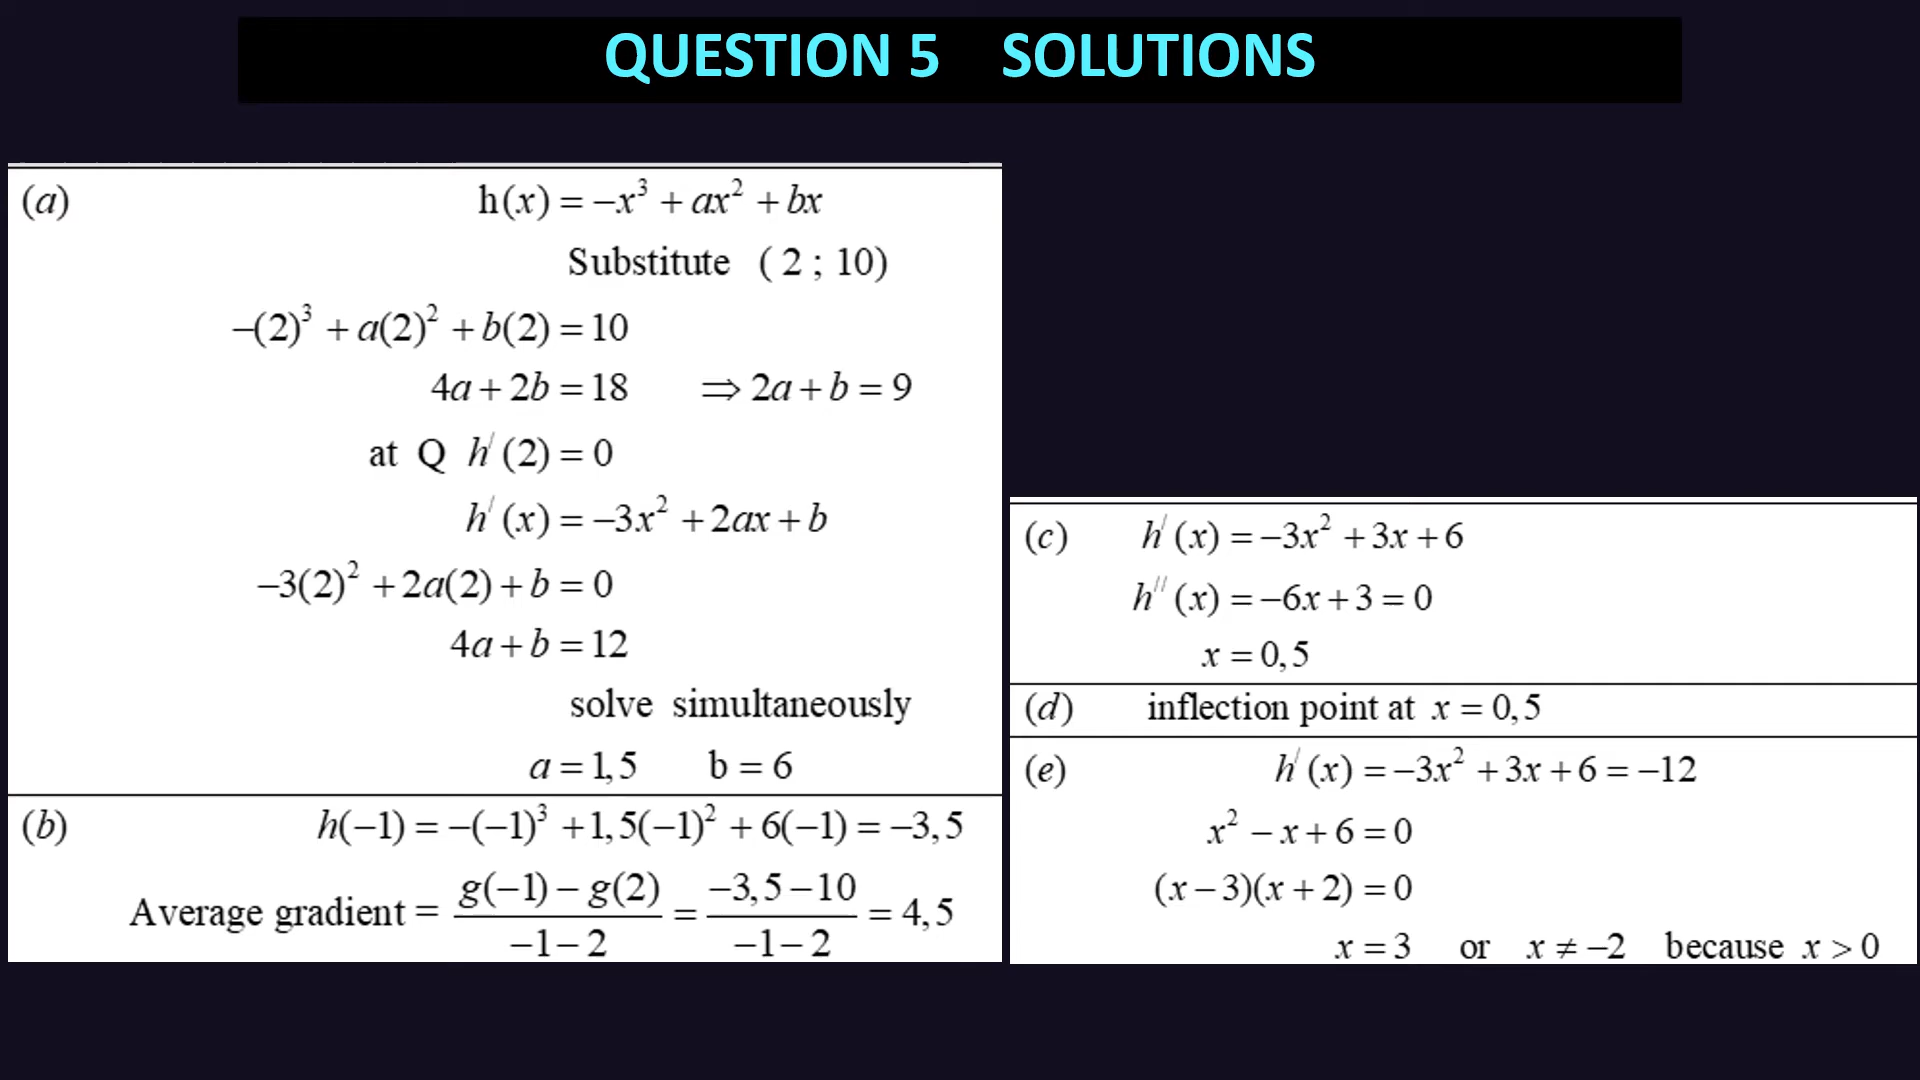 QUESTION 5 SOLUTIONS
(a) h(x) = −x³ + ax² + bx
Substitute ( 2 ; 10)
−(2)³ + a(2)² + b(2) = 10
4a + 2b = 18 ⇒ 2a + b = 9
at Q h′(2) = 0
h′(x) = −3x² + 2ax + b
−3(2)² + 2a(2) + b = 0
4a + b = 12
solve simultaneously
a = 1,5 b = 6
(b) h(−1) = −(−1)³ + 1,5(−1)² + 6(−1) = −3,5
Average gradient = (g(−1) − g(2))/(−1 − 2) = (−3,5 − 10)/(−1 − 2) = 4,5
(c) h′(x) = −3x² + 3x + 6
h′′(x) = −6x + 3 = 0
x = 0,5
(d) inflection point at x = 0,5
(e) h′(x) = −3x² + 3x + 6 = −12
x² − x + 6 = 0
(x − 3)(x + 2) = 0
x = 3 or x ≠ −2 because x > 0